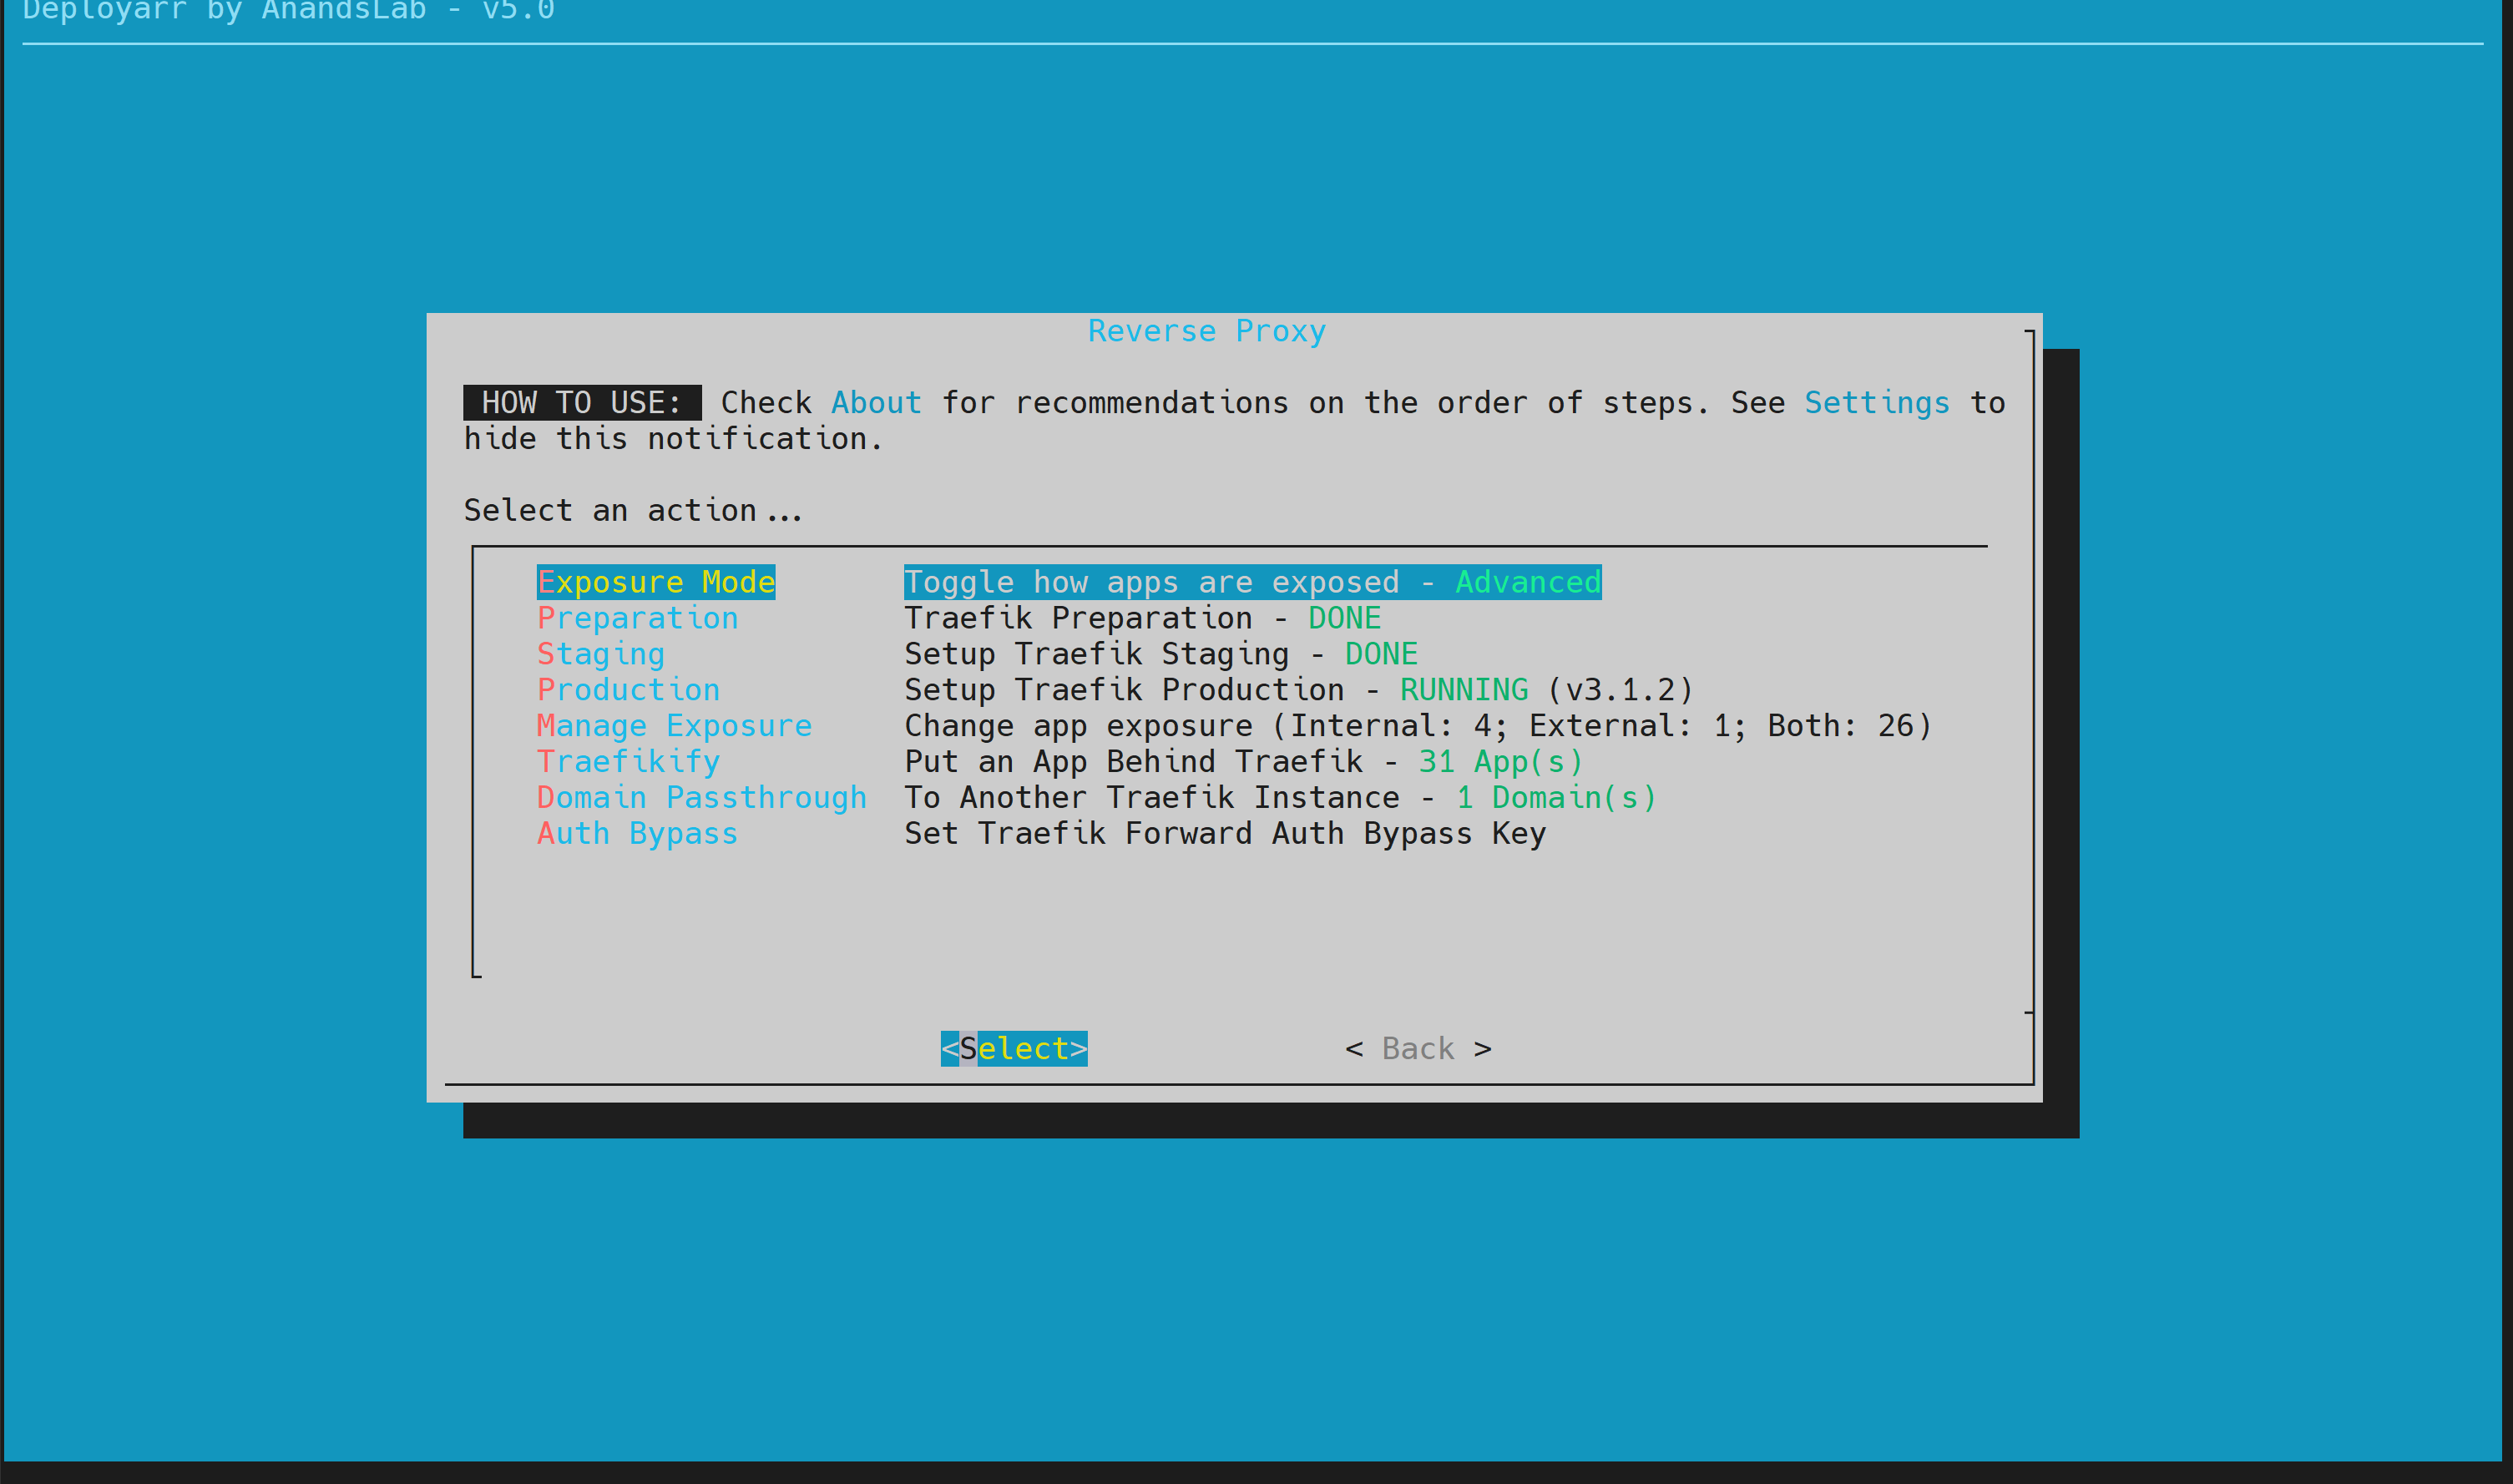 Deployarr by AnandsLab - v5.0
Reverse Proxy
HOW TO USE: Check About for recommendations on the order of steps. See Settings to
hide this notification.
Select an action...
Exposure Mode Toggle how apps are exposed - Advanced
Preparation Traefik Preparation - DONE
Staging Setup Traefik Staging - DONE
Production Setup Traefik Production - RUNNING (v3.1.2)
Manage Exposure Change app exposure (Internal: 4; External: 1; Both: 26)
Traefikify Put an App Behind Traefik - 31 App(s)
Domain Passthrough To Another Traefik Instance - 1 Domain(s)
Auth Bypass Set Traefik Forward Auth Bypass Key
<Select> < Back >